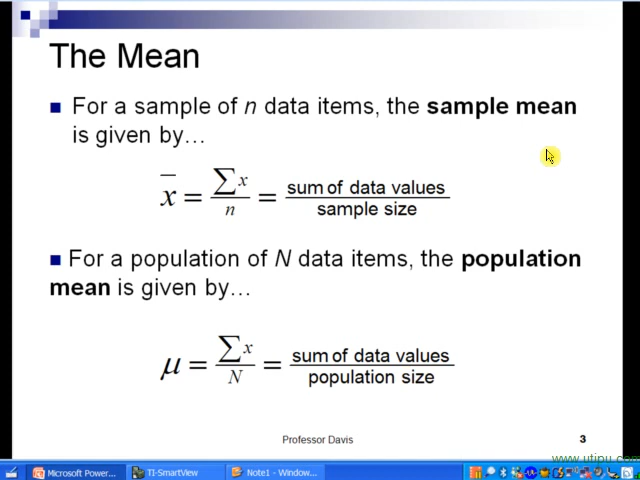 The Mean
■ For a sample of n data items, the sample mean
is given by…
x̄ = ∑x / n = sum of data values / sample size
■ For a population of N data items, the population
mean is given by…
μ = ∑x / N = sum of data values / population size
Professor Davis
3
www.utipu.com
Microsoft Power...
TI-SmartView
Note1 - Window...